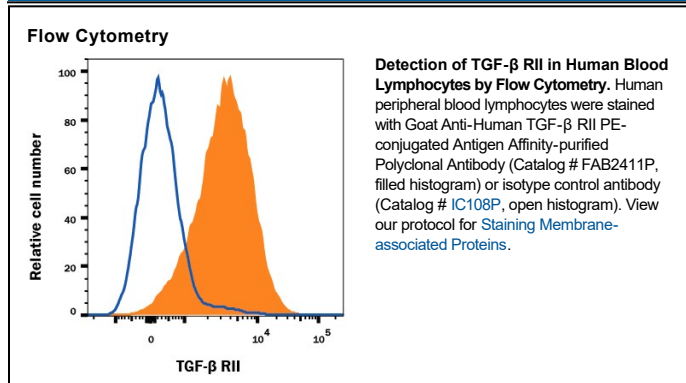 Flow Cytometry
100
80
60
40
20
0
Relative cell number
0
10^4
10^5
TGF-β RII
Detection of TGF-β RII in Human Blood
Lymphocytes by Flow Cytometry. Human
peripheral blood lymphocytes were stained
with Goat Anti-Human TGF-β RII PE-
conjugated Antigen Affinity-purified
Polyclonal Antibody (Catalog # FAB2411P,
filled histogram) or isotype control antibody
(Catalog # IC108P, open histogram). View
our protocol for Staining Membrane-
associated Proteins.